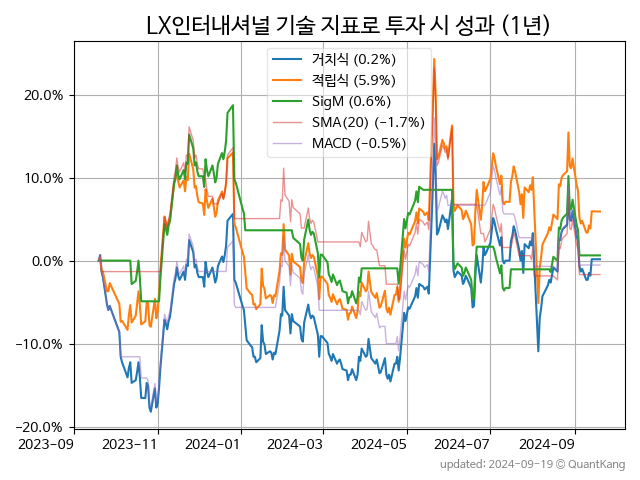 LX인터내셔널 기술 지표로 투자 시 성과 (1년)
거치식 (0.2%)
적립식 (5.9%)
SigM (0.6%)
SMA(20) (−1.7%)
MACD (−0.5%)
20.0%
10.0%
0.0%
−10.0%
−20.0%
2023-09 2023-11 2024-01 2024-03 2024-05 2024-07 2024-09
updated: 2024-09-19 © QuantKang